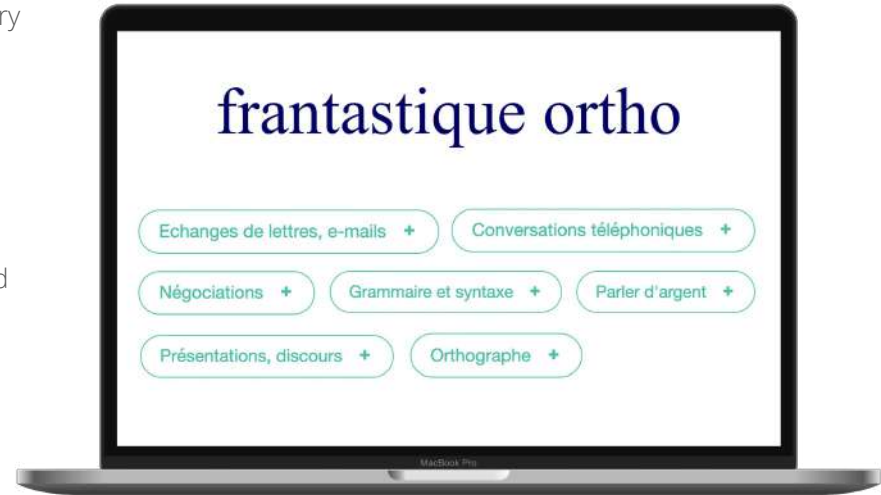 ry
frantastique ortho
Echanges de lettres, e-mails +
Conversations téléphoniques +
d
Négociations +
Grammaire et syntaxe +
Parler d'argent +
Présentations, discours +
Orthographe +
MacBook Pro